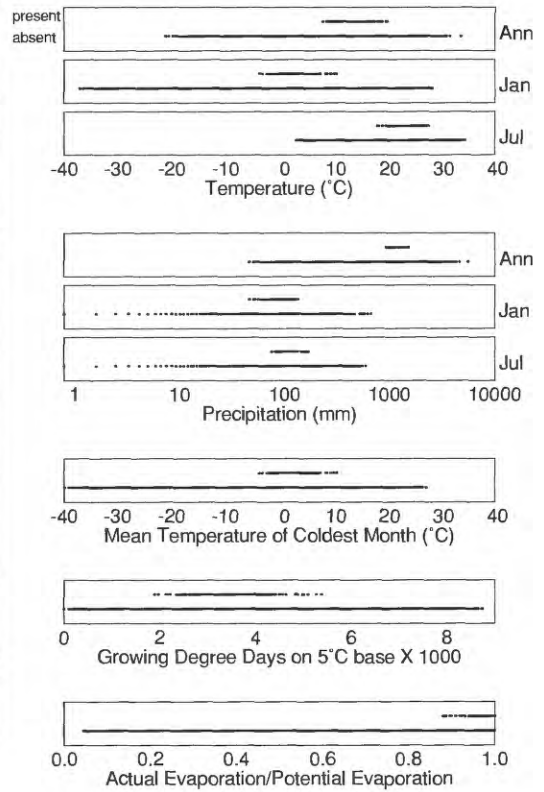 present
absent
Ann
Jan
Jul
-40 -30 -20 -10 0 10 20 30 40
Temperature (˚C)
Ann
Jan
Jul
1 10 100 1000 10000
Precipitation (mm)
-40 -30 -20 -10 0 10 20 30 40
Mean Temperature of Coldest Month (˚C)
0 2 4 6 8
Growing Degree Days on 5˚C base X 1000
0.0 0.2 0.4 0.6 0.8 1.0
Actual Evaporation/Potential Evaporation